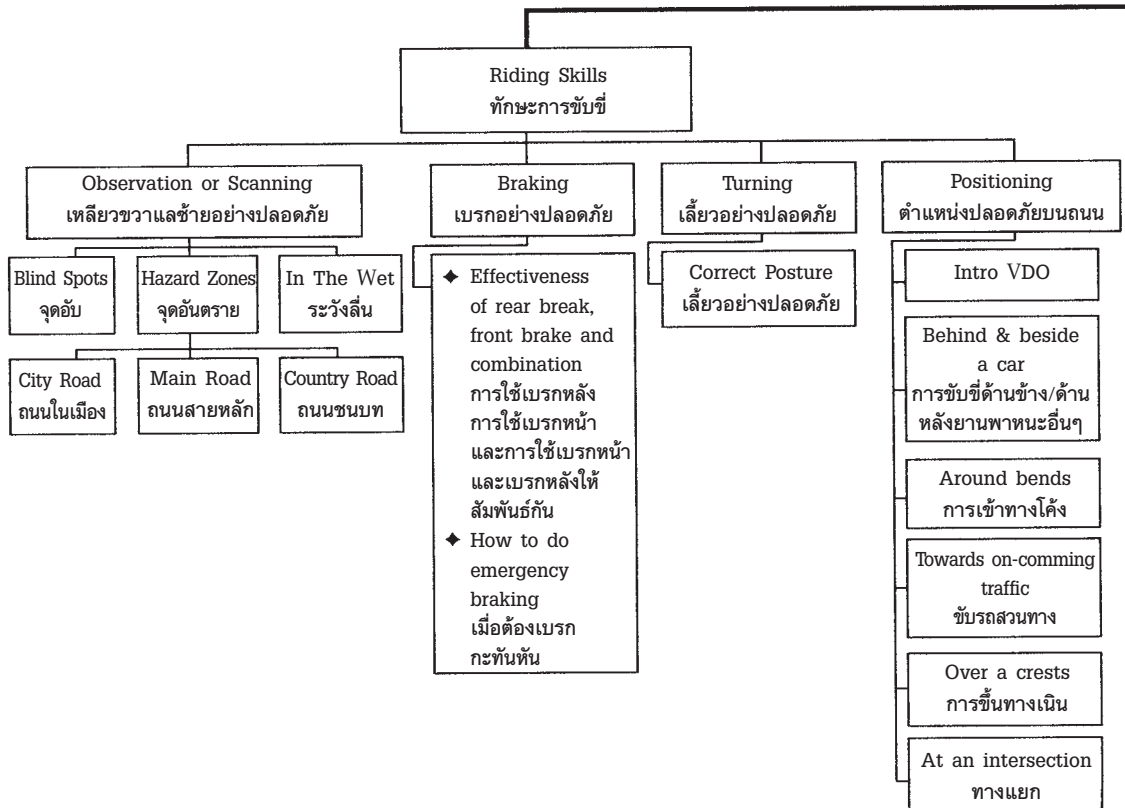 Riding Skills
ทักษะการขับขี่
Observation or Scanning
เหลียวขวาแลซ้ายอย่างปลอดภัย
Blind Spots
จุดอับ
Hazard Zones
จุดอันตราย
In The Wet
ระวังลื่น
City Road
ถนนในเมือง
Main Road
ถนนสายหลัก
Country Road
ถนนชนบท
Braking
เบรกอย่างปลอดภัย
✦ Effectiveness
of rear break,
front brake and
combination
การใช้เบรกหลัง
การใช้เบรกหน้า
และการใช้เบรกหน้า
และเบรกหลังให้
สัมพันธ์กัน
✦ How to do
emergency
braking
เมื่อต้องเบรก
กะทันหัน
Turning
เลี้ยวอย่างปลอดภัย
Correct Posture
เลี้ยวอย่างปลอดภัย
Positioning
ตำแหน่งปลอดภัยบนถนน
Intro VDO
Behind & beside
a car
การขับขี่ด้านข้าง/ด้าน
หลังยานพาหนะอื่นๆ
Around bends
การเข้าทางโค้ง
Towards on-comming
traffic
ขับรถสวนทาง
Over a crests
การขึ้นทางเนิน
At an intersection
ทางแยก